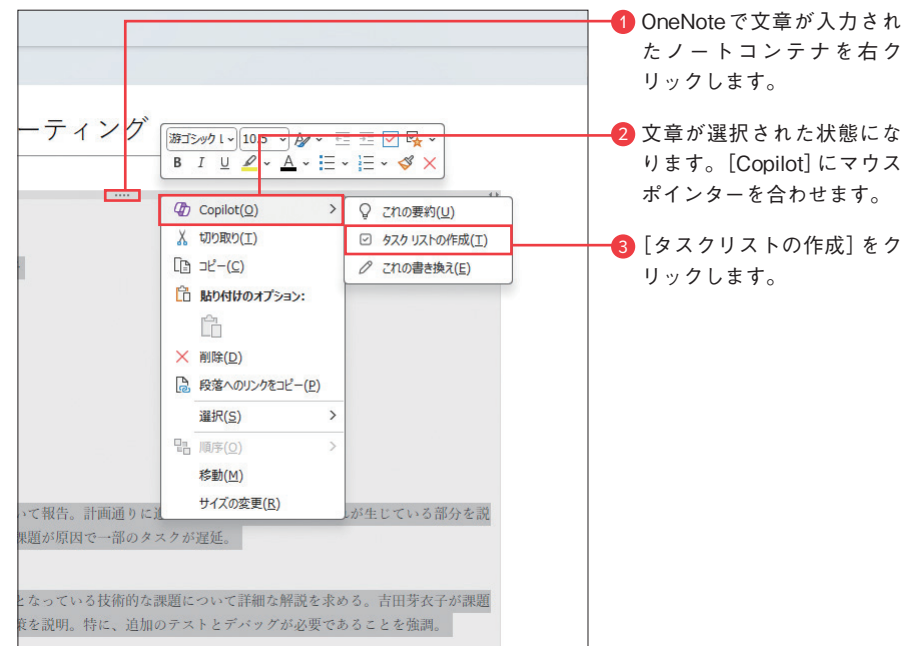 ーティング
游ゴシック L
10.5
B I U A
Copilot(O)
切り取り(T)
コピー(C)
貼り付けのオプション:
削除(D)
段落へのリンクをコピー(P)
選択(S)
順序(O)
移動(M)
サイズの変更(R)
これの要約(U)
タスク リストの作成(T)
これの書き換え(E)
いて報告。計画通りに
が生じている部分を説
課題が原因で一部のタスクが遅延。
となっている技術的な課題について詳細な解説を求める。吉田芽衣子が課題
策を説明。特に、追加のテストとデバッグが必要であることを強調。
1 OneNoteで文章が入力され
たノートコンテナを右ク
リックします。
2 文章が選択された状態にな
ります。[Copilot]にマウス
ポインターを合わせます。
3 [タスクリストの作成]をク
リックします。